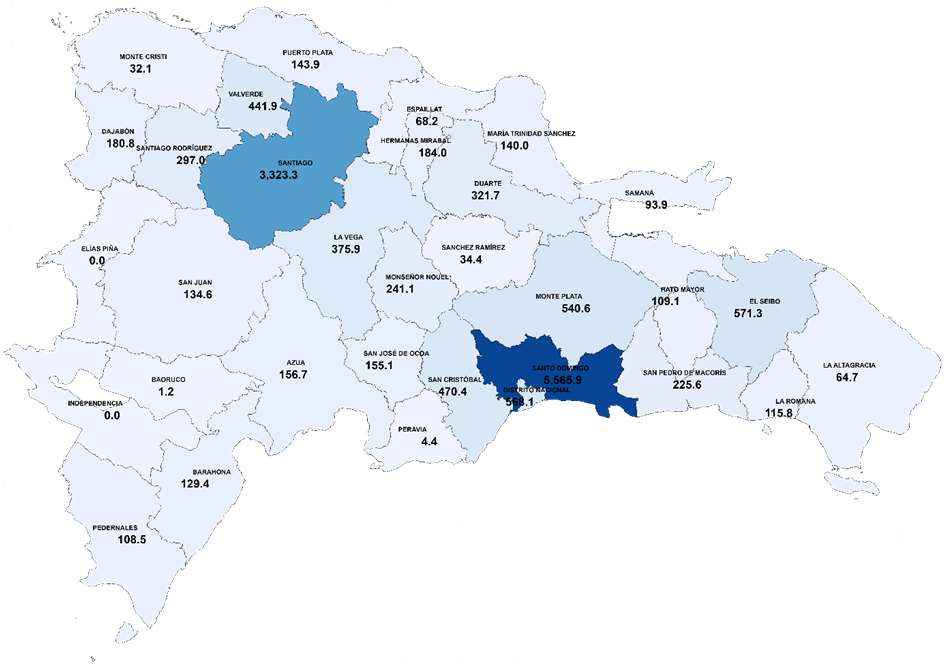 MONTE CRISTI
32.1
PUERTO PLATA
143.9
VALVERDE
441.9
ESPAILLAT
68.2
DAJABÓN
180.8
SANTIAGO RODRÍGUEZ
297.0
HERMANAS MIRABAL
184.0
MARÍA TRINIDAD SÁNCHEZ
140.0
SANTIAGO
3,323.3
DUARTE
321.7
SAMANÁ
93.9
ELÍAS PIÑA
0.0
LA VEGA
375.9
SANCHEZ RAMÍREZ
34.4
SAN JUAN
134.6
MONSEÑOR NOUEL
241.1
MONTE PLATA
540.6
HATO MAYOR
109.1
EL SEIBO
571.3
AZUA
156.7
SAN JOSÉ DE OCOA
155.1
SANTO DOMINGO
5,565.9
SAN PEDRO DE MACORÍS
225.6
LA ALTAGRACIA
64.7
BAORUCO
1.2
SAN CRISTÓBAL
470.4
DISTRITO NACIONAL
568.1
INDEPENDENCIA
0.0
LA ROMANA
115.8
PERAVIA
4.4
BARAHONA
129.4
PEDERNALES
108.5